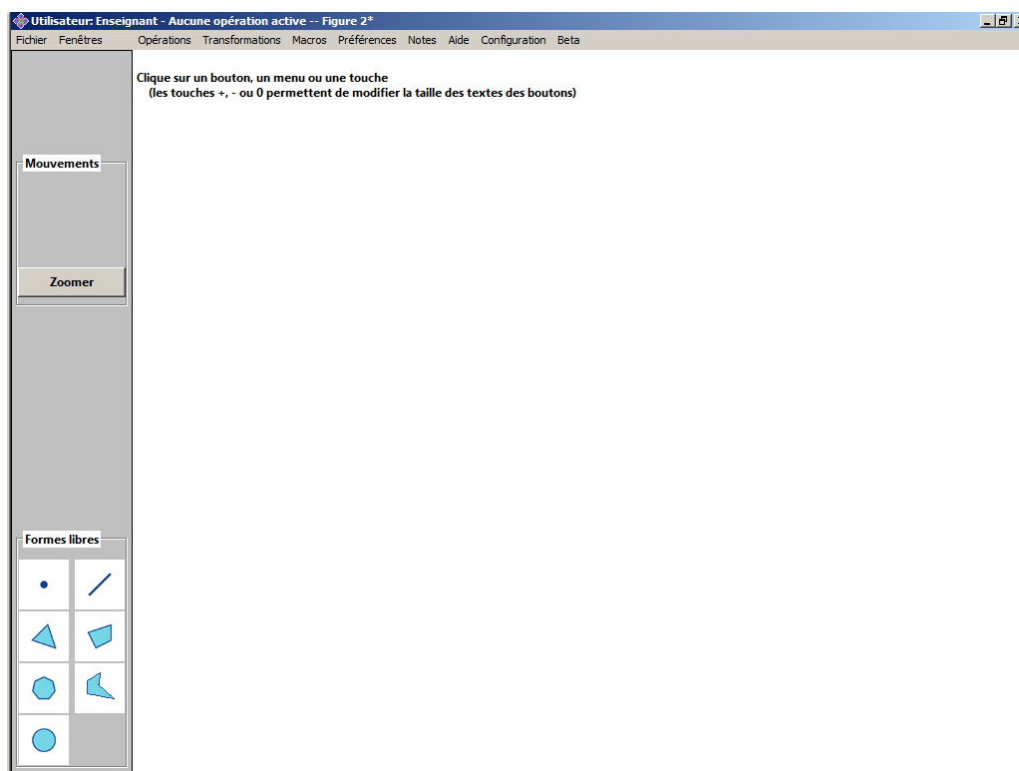 Utilisateur: Enseignant - Aucune opération active -- Figure 2*
Fichier Fenêtres Opérations Transformations Macros Préférences Notes Aide Configuration Beta
Clique sur un bouton, un menu ou une touche
(les touches +, - ou 0 permettent de modifier la taille des textes des boutons)
Mouvements
Zoomer
Formes libres